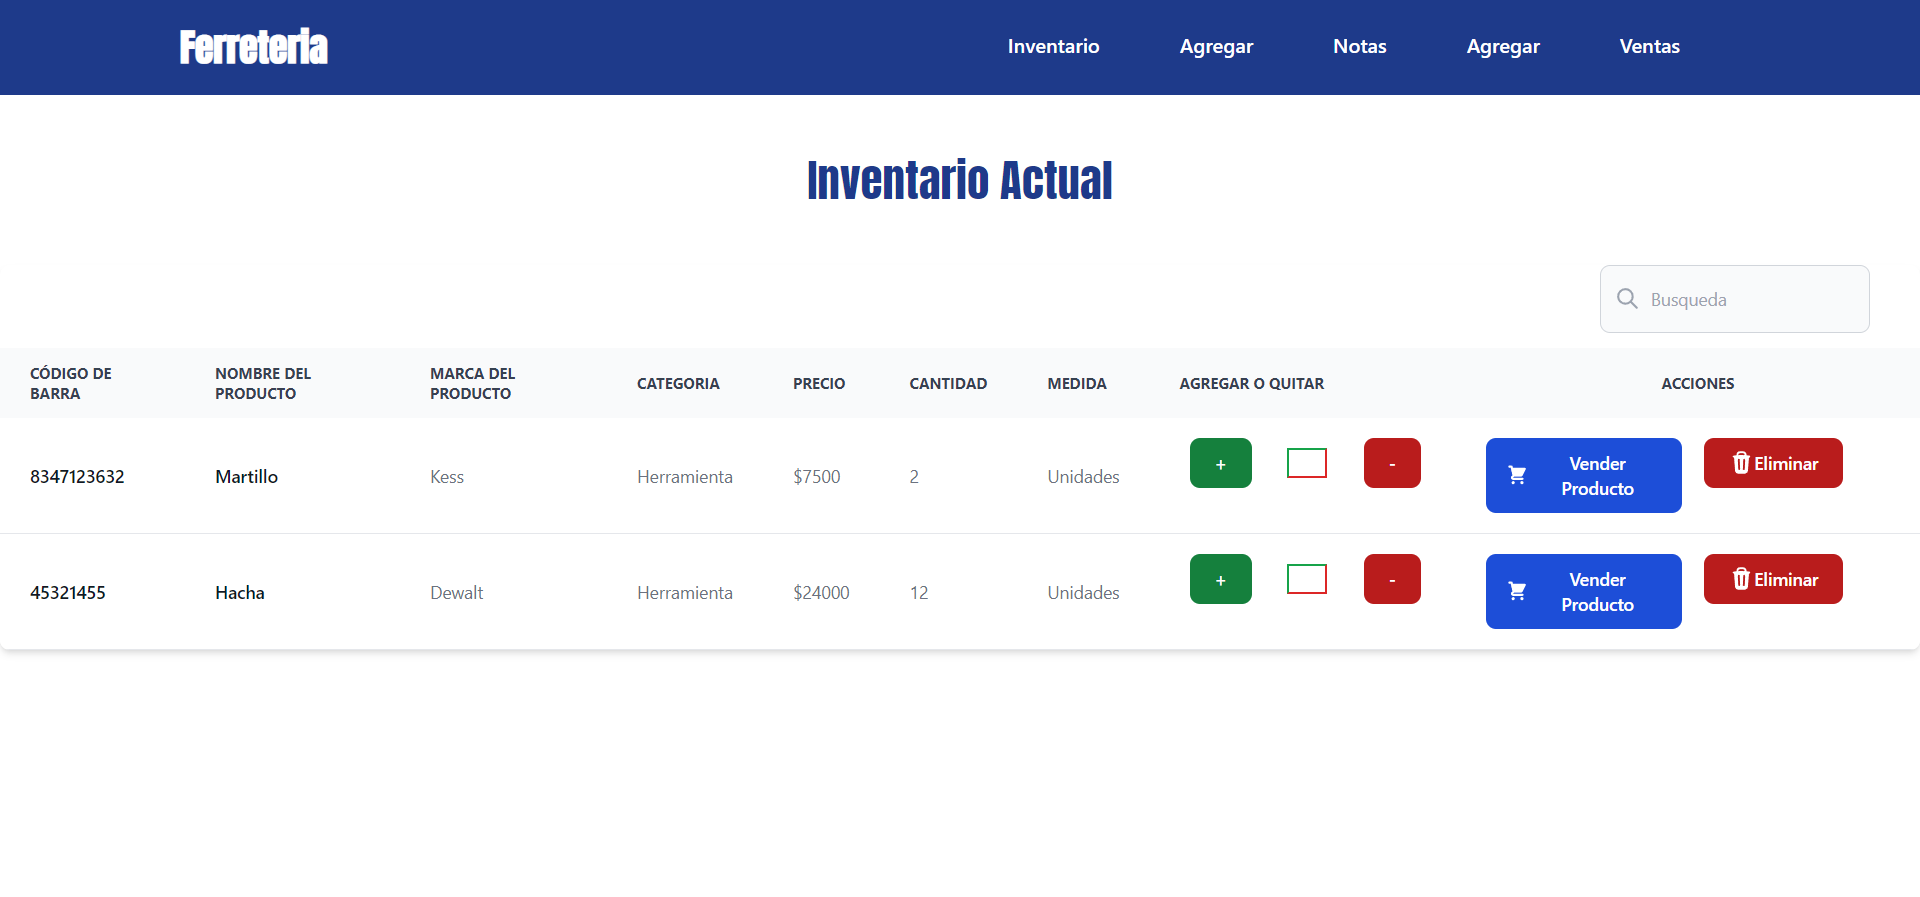 Ferreteria
Inventario Agregar Notas Agregar Ventas
Inventario Actual
Busqueda
CÓDIGO DE BARRA NOMBRE DEL PRODUCTO MARCA DEL PRODUCTO CATEGORIA PRECIO CANTIDAD MEDIDA AGREGAR O QUITAR ACCIONES
8347123632 Martillo Kess Herramienta $7500 2 Unidades + - Vender Producto Eliminar
45321455 Hacha Dewalt Herramienta $24000 12 Unidades + - Vender Producto Eliminar